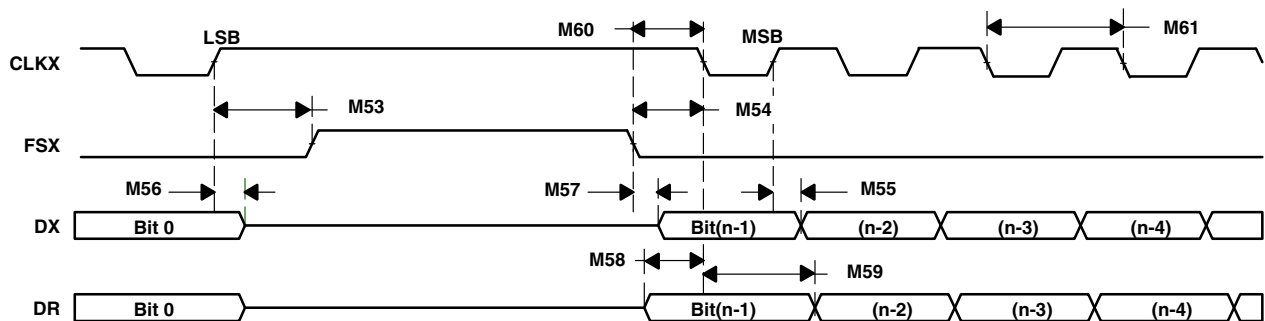 M60
LSB
MSB
M61
CLKX
M53
M54
FSX
M56
M57
M55
DX
Bit 0
Bit(n-1)
(n-2)
(n-3)
(n-4)
M58
M59
DR
Bit 0
Bit(n-1)
(n-2)
(n-3)
(n-4)